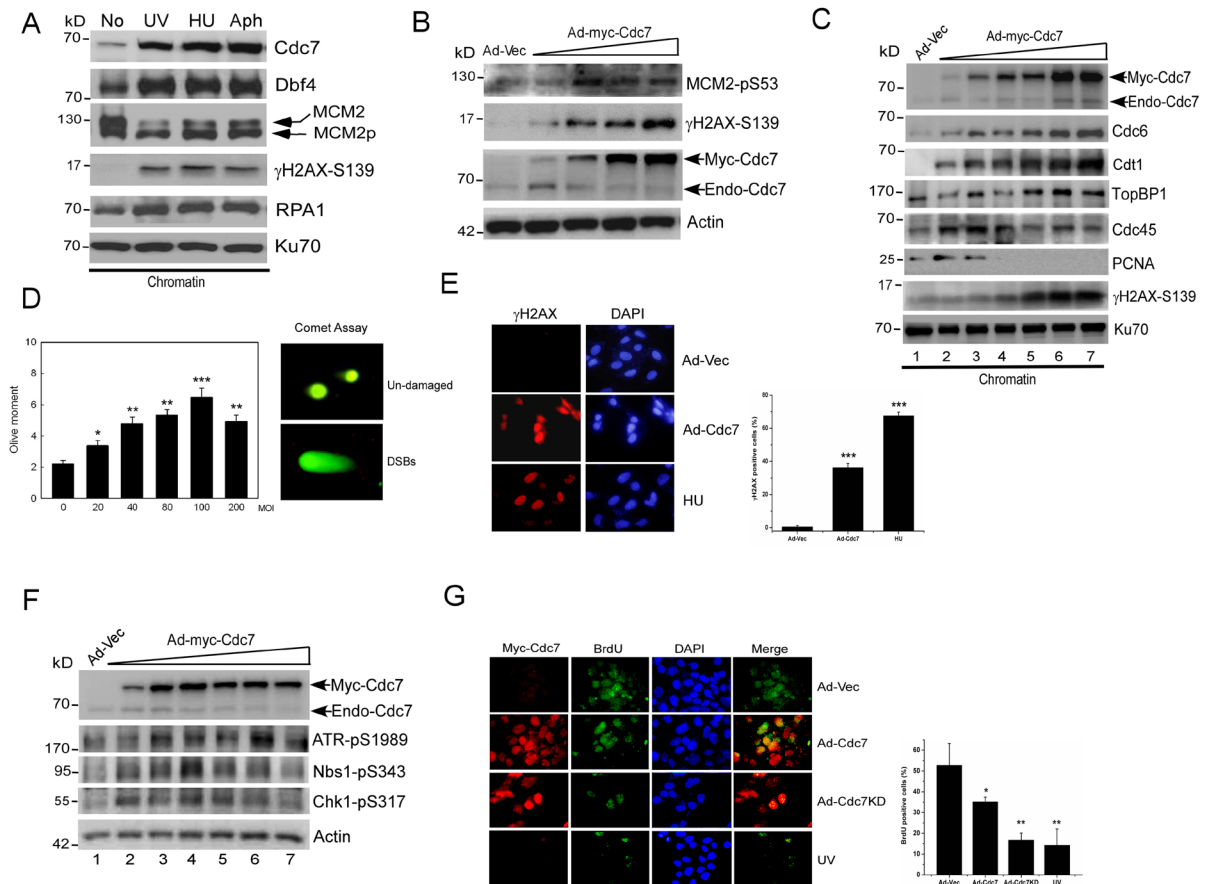 A
kD No UV HU Aph
70 Cdc7
Dbf4
70
130 MCM2
MCM2p
17 γH2AX-S139
70 RPA1
70 Ku70
Chromatin
B
Ad-myc-Cdc7
kD Ad-Vec
130 MCM2-pS53
17 γH2AX-S139
Myc-Cdc7
70 Endo-Cdc7
42 Actin
C
Ad-Vec Ad-myc-Cdc7
kD
70 Myc-Cdc7
Endo-Cdc7
70 Cdc6
70 Cdt1
170 TopBP1
70 Cdc45
45
25 PCNA
17 γH2AX-S139
70 Ku70
1 2 3 4 5 6 7
Chromatin
D
Comet Assay
Olive moment
10
8
6
4
2
0
* ** ** *** **
0 20 40 80 100 200 MOI
Un-damaged
DSBs
E
γH2AX DAPI
Ad-Vec
Ad-Cdc7
HU
γH2AX positive cells (%)
80
60
40
20
0
*** ***
Ad-Vec Ad-Cdc7 HU
F
Ad-Vec Ad-myc-Cdc7
kD
Myc-Cdc7
70 Endo-Cdc7
170 ATR-pS1989
95 Nbs1-pS343
55 Chk1-pS317
42 Actin
1 2 3 4 5 6 7
G
Myc-Cdc7 BrdU DAPI Merge
Ad-Vec
Ad-Cdc7
Ad-Cdc7KD
UV
BrdU positive cells (%)
60
50
40
30
20
10
0
* ** **
Ad-Vec Ad-Cdc7 Ad-Cdc7KD UV